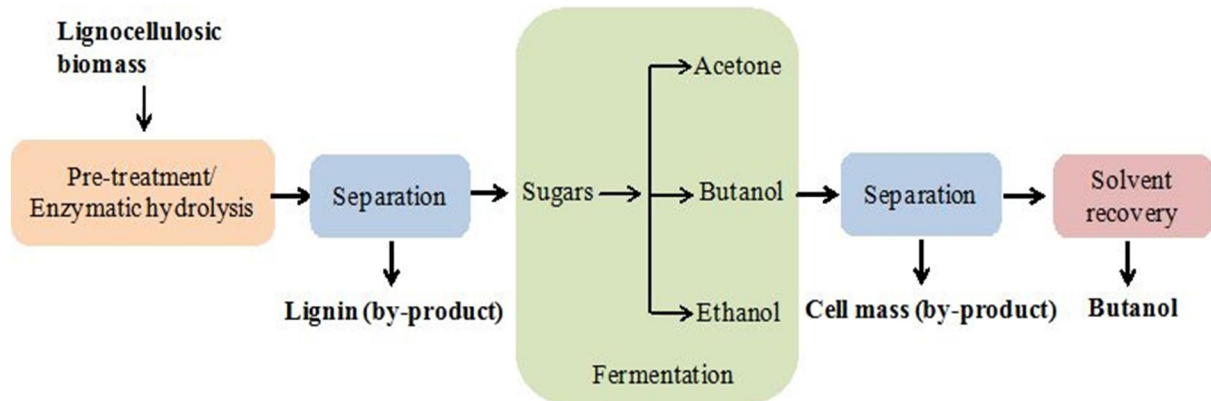 Lignocellulosic
biomass
Pre-treatment/
Enzymatic hydrolysis
Separation
Lignin (by-product)
Sugars
Acetone
Butanol
Ethanol
Fermentation
Separation
Cell mass (by-product)
Solvent
recovery
Butanol